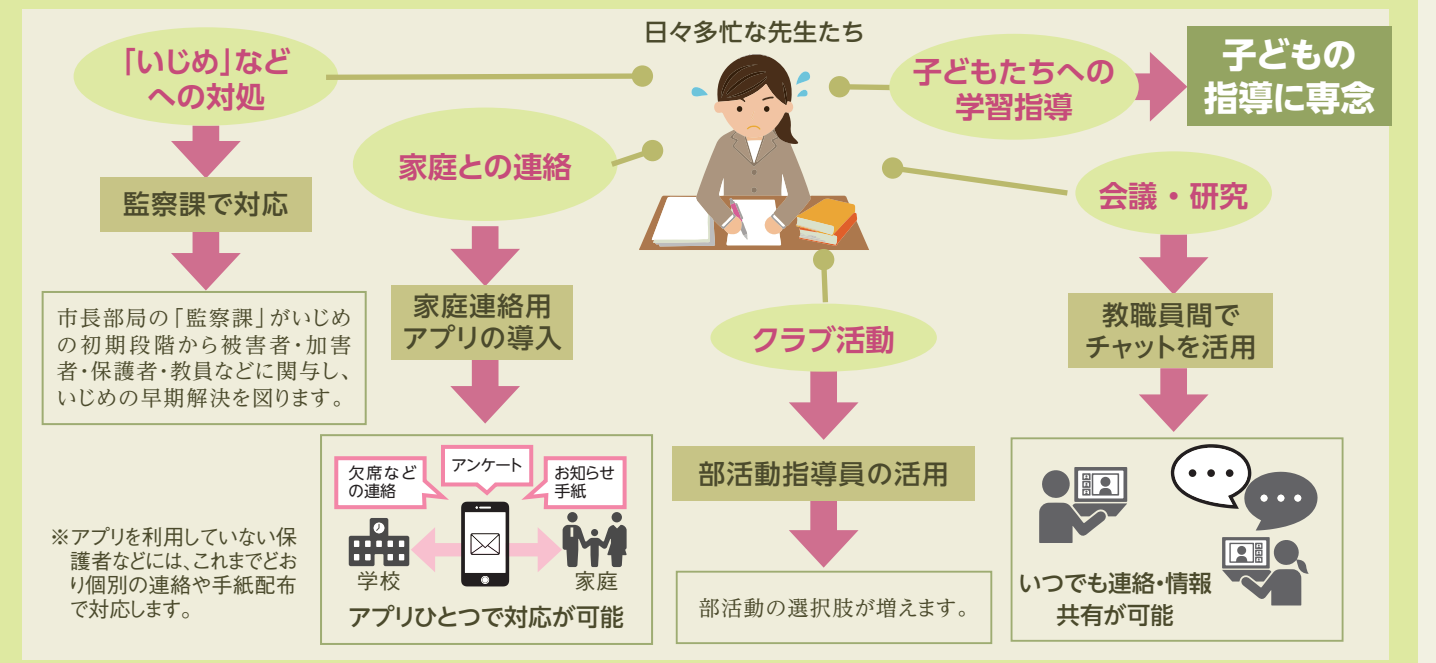 日々多忙な先生たち
「いじめ」など
への対処
監察課で対応
市長部局の「監察課」がいじめ
の初期段階から被害者・加害
者・保護者・教員などに関与し、
いじめの早期解決を図ります。
家庭との連絡
家庭連絡用
アプリの導入
欠席など
の連絡
アンケート
お知らせ
手紙
学校
家庭
アプリひとつで対応が可能
※アプリを利用していない保
護者などには、これまでどお
り個別の連絡や手紙配布
で対応します。
クラブ活動
部活動指導員の活用
部活動の選択肢が増えます。
子どもたちへの
学習指導
子どもの
指導に専念
会議・研究
教職員間で
チャットを活用
いつでも連絡・情報
共有が可能